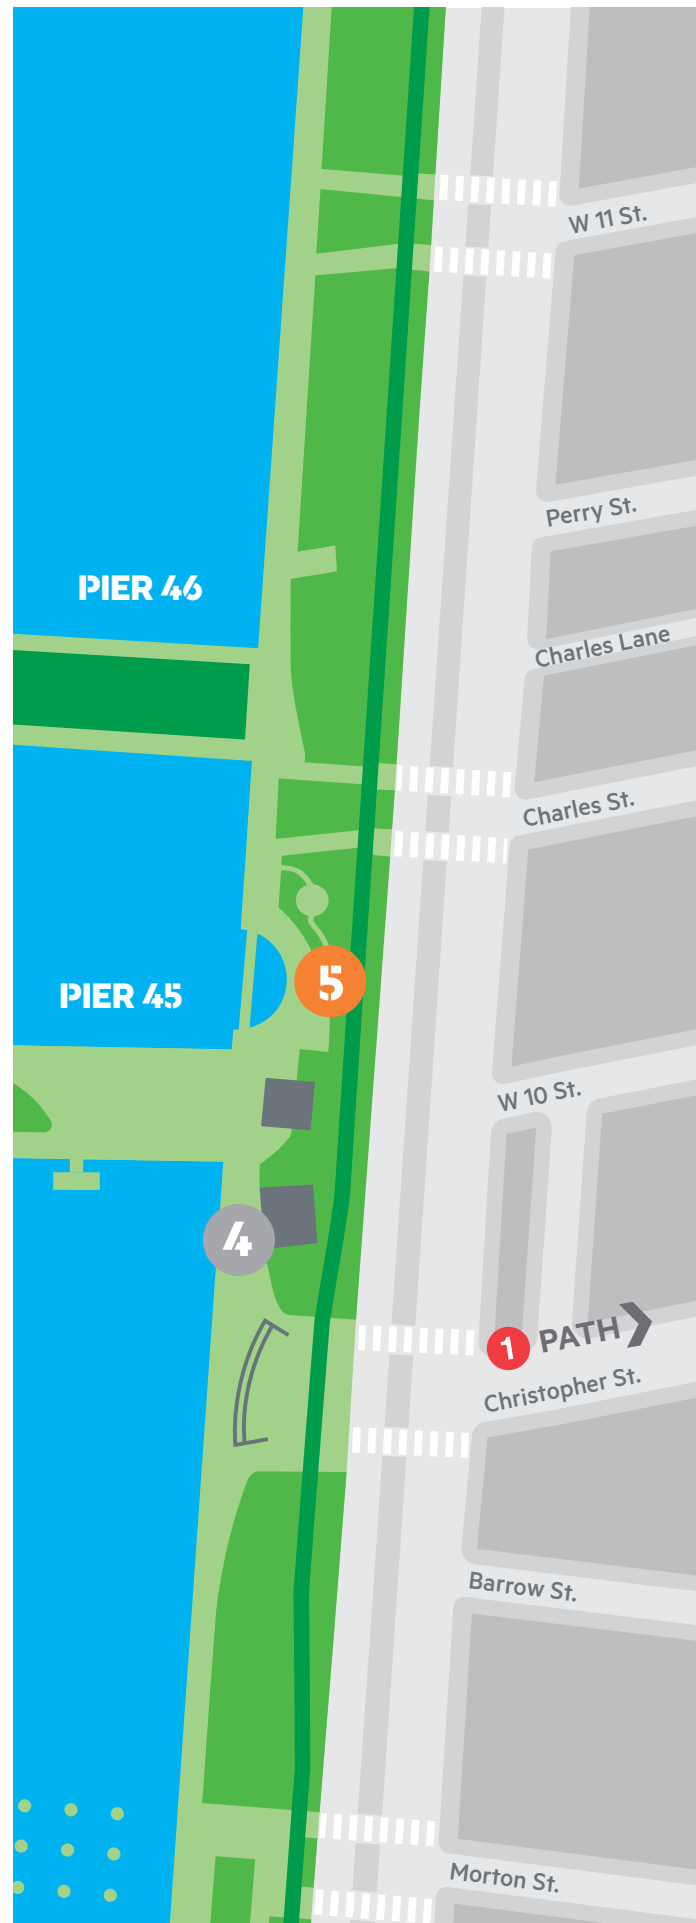 W 11 St.
Perry St.
PIER 46
Charles Lane
Charles St.
5
PIER 45
W 10 St.
4
1 PATH
Christopher St.
Barrow St.
Morton St.